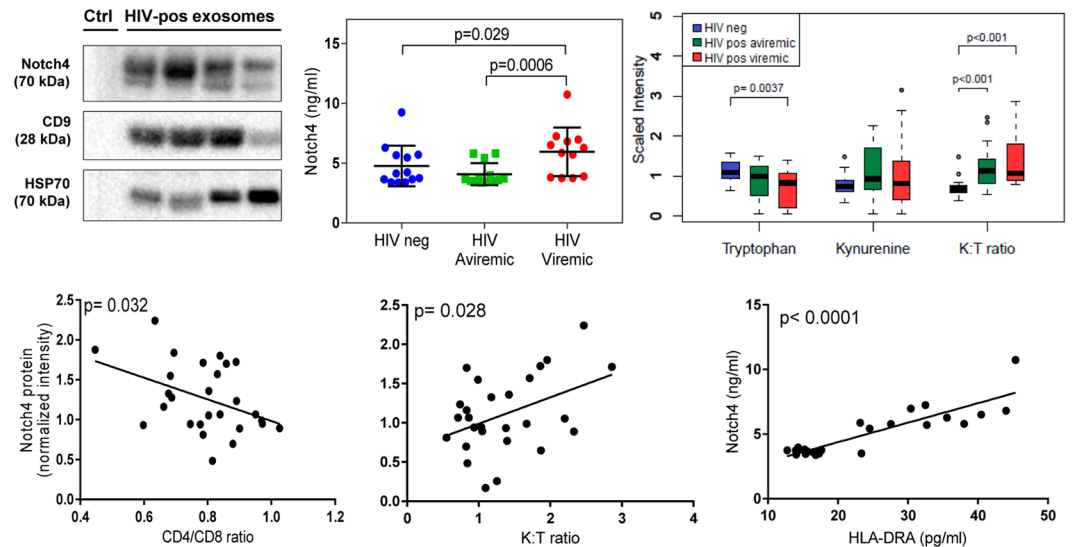 Ctrl HIV-pos exosomes
Notch4
(70 kDa)
CD9
(28 kDa)
HSP70
(70 kDa)
Notch4 (ng/ml)
15
10
5
0
p=0.029
p=0.0006
HIV neg
HIV
Aviremic
HIV
Viremic
Scaled Intensity
5
4
3
2
1
0
HIV neg
HIV pos aviremic
HIV pos viremic
p= 0.0037
p<0.001
p<0.001
Tryptophan
Kynurenine
K:T ratio
Notch4 protein
(normalized intensity)
2.5
2.0
1.5
1.0
0.5
0.0
p= 0.032
0.4 0.6 0.8 1.0 1.2
CD4/CD8 ratio
2.5
2.0
1.5
1.0
0.5
0.0
p= 0.028
0 1 2 3 4
K:T ratio
Notch4 (ng/ml)
15
10
5
0
p< 0.0001
10 20 30 40 50
HLA-DRA (pg/ml)